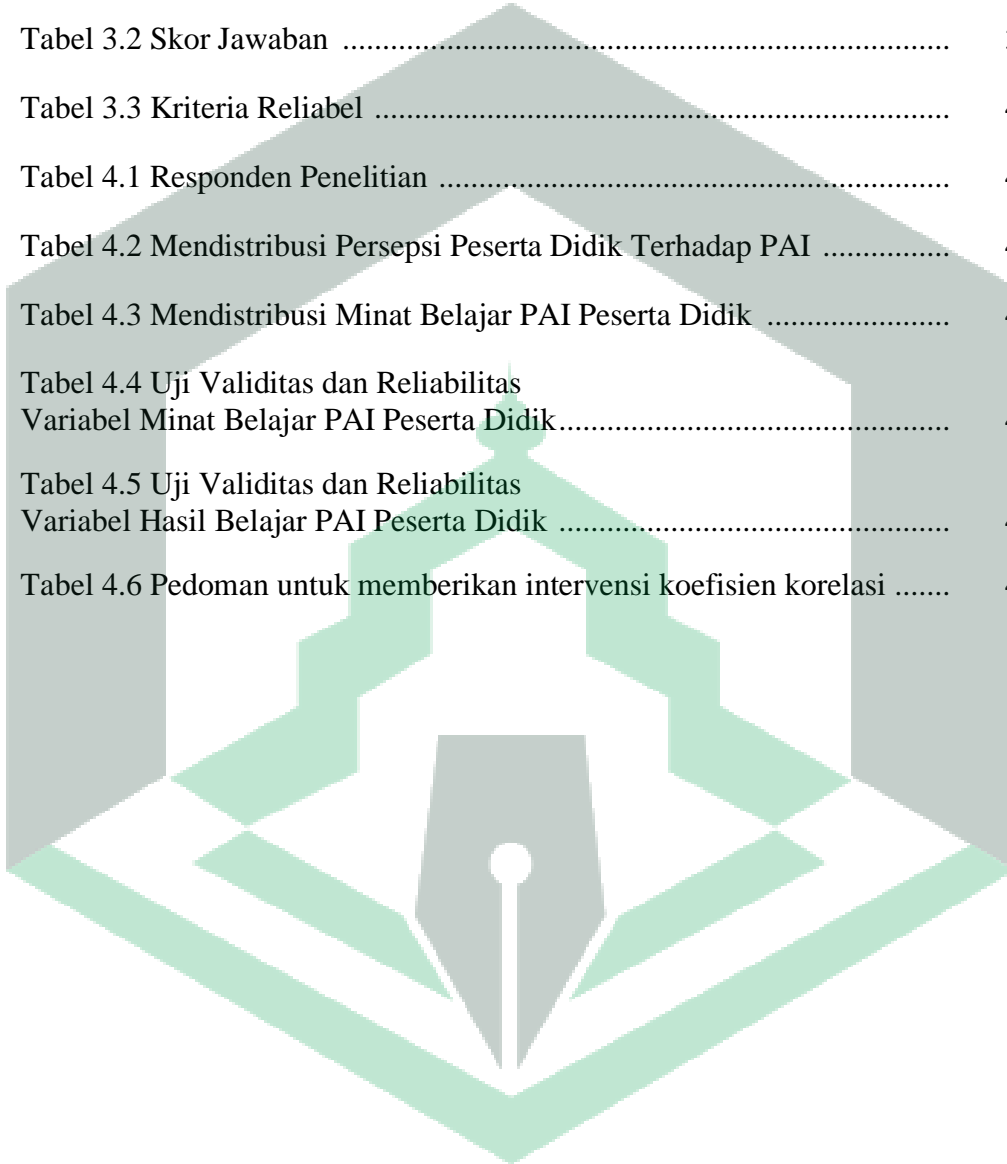 Tabel 3.2 Skor Jawaban ............................................................................
Tabel 3.3 Kriteria Reliabel ........................................................................
Tabel 4.1 Responden Penelitian ................................................................
Tabel 4.2 Mendistribusi Persepsi Peserta Didik Terhadap PAI ................
Tabel 4.3 Mendistribusi Minat Belajar PAI Peserta Didik .......................
Tabel 4.4 Uji Validitas dan Reliabilitas
Variabel Minat Belajar PAI Peserta Didik.................................................
Tabel 4.5 Uji Validitas dan Reliabilitas
Variabel Hasil Belajar PAI Peserta Didik .................................................
Tabel 4.6 Pedoman untuk memberikan intervensi koefisien korelasi .......